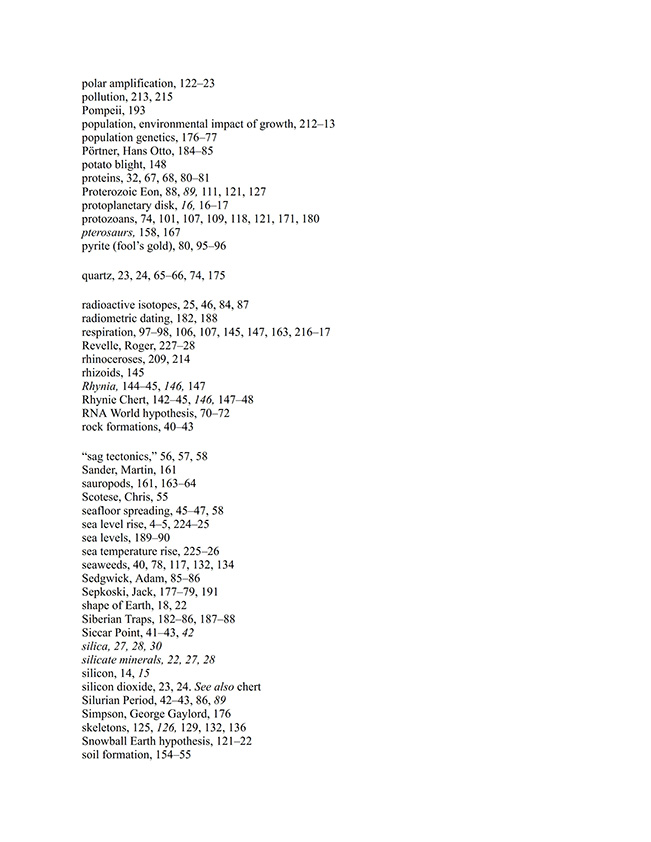 polar amplification, 122–23
pollution, 213, 215
Pompeii, 193
population, environmental impact of growth, 212–13
population genetics, 176–77
Pörtner, Hans Otto, 184–85
potato blight, 148
proteins, 32, 67, 68, 80–81
Proterozoic Eon, 88, 89, 111, 121, 127
protoplanetary disk, 16, 16–17
protozoans, 74, 101, 107, 109, 118, 121, 171, 180
pterosaurs, 158, 167
pyrite (fool’s gold), 80, 95–96
quartz, 23, 24, 65–66, 74, 175
radioactive isotopes, 25, 46, 84, 87
radiometric dating, 182, 188
respiration, 97–98, 106, 107, 145, 147, 163, 216–17
Revelle, Roger, 227–28
rhinoceroses, 209, 214
rhizoids, 145
Rhynia, 144–45, 146, 147
Rhynie Chert, 142–45, 146, 147–48
RNA World hypothesis, 70–72
rock formations, 40–43
“sag tectonics,” 56, 57, 58
Sander, Martin, 161
sauropods, 161, 163–64
Scotese, Chris, 55
seafloor spreading, 45–47, 58
sea level rise, 4–5, 224–25
sea levels, 189–90
sea temperature rise, 225–26
seaweeds, 40, 78, 117, 132, 134
Sedgwick, Adam, 85–86
Sepkoski, Jack, 177–79, 191
shape of Earth, 18, 22
Siberian Traps, 182–86, 187–88
Siccar Point, 41–43, 42
silica, 27, 28, 30
silicate minerals, 22, 27, 28
silicon, 14, 15
silicon dioxide, 23, 24. See also chert
Silurian Period, 42–43, 86, 89
Simpson, George Gaylord, 176
skeletons, 125, 126, 129, 132, 136
Snowball Earth hypothesis, 121–22
soil formation, 154–55